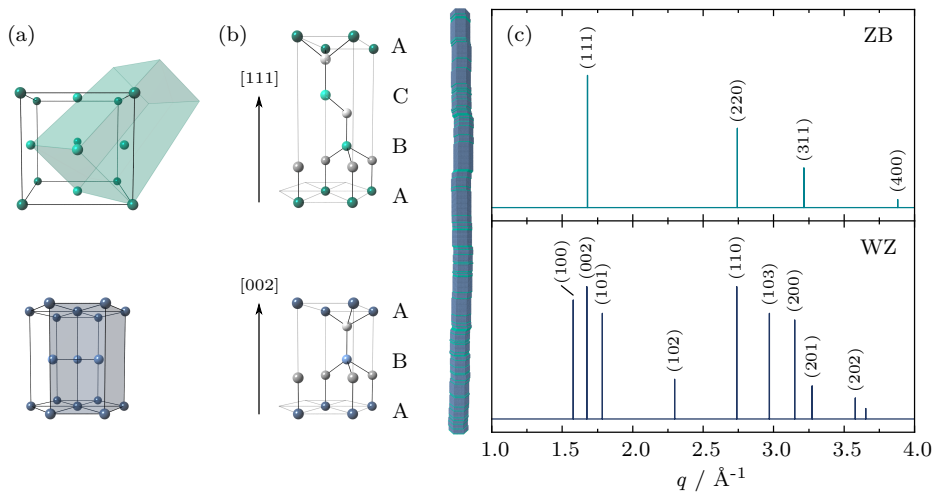 (a)
(b)
[111]
A
C
B
A
[002]
A
B
A
(c)
ZB
(111)
(220)
(311)
(400)
WZ
(100)
(002)
(101)
(102)
(110)
(103)
(200)
(201)
(202)
1.0 1.5 2.0 2.5 3.0 3.5 4.0
q / Å-1